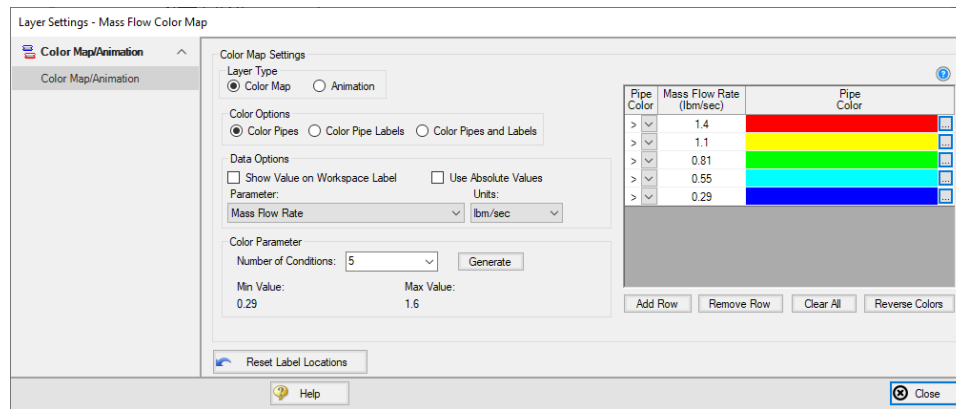 Layer Settings - Mass Flow Color Map
Color Map/Animation
Color Map/Animation
Color Map Settings
Layer Type
Color Map Animation
Color Options
Color Pipes Color Pipe Labels Color Pipes and Labels
Data Options
Show Value on Workspace Label Use Absolute Values
Parameter: Units:
Mass Flow Rate lbm/sec
Color Parameter
Number of Conditions: 5 Generate
Min Value: Max Value:
0.29 1.6
Reset Label Locations
Pipe Mass Flow Rate Pipe
Color (lbm/sec) Color
> 1.4 ...
> 1.1 ...
> 0.81 ...
> 0.55 ...
> 0.29 ...
Add Row Remove Row Clear All Reverse Colors
Help Close